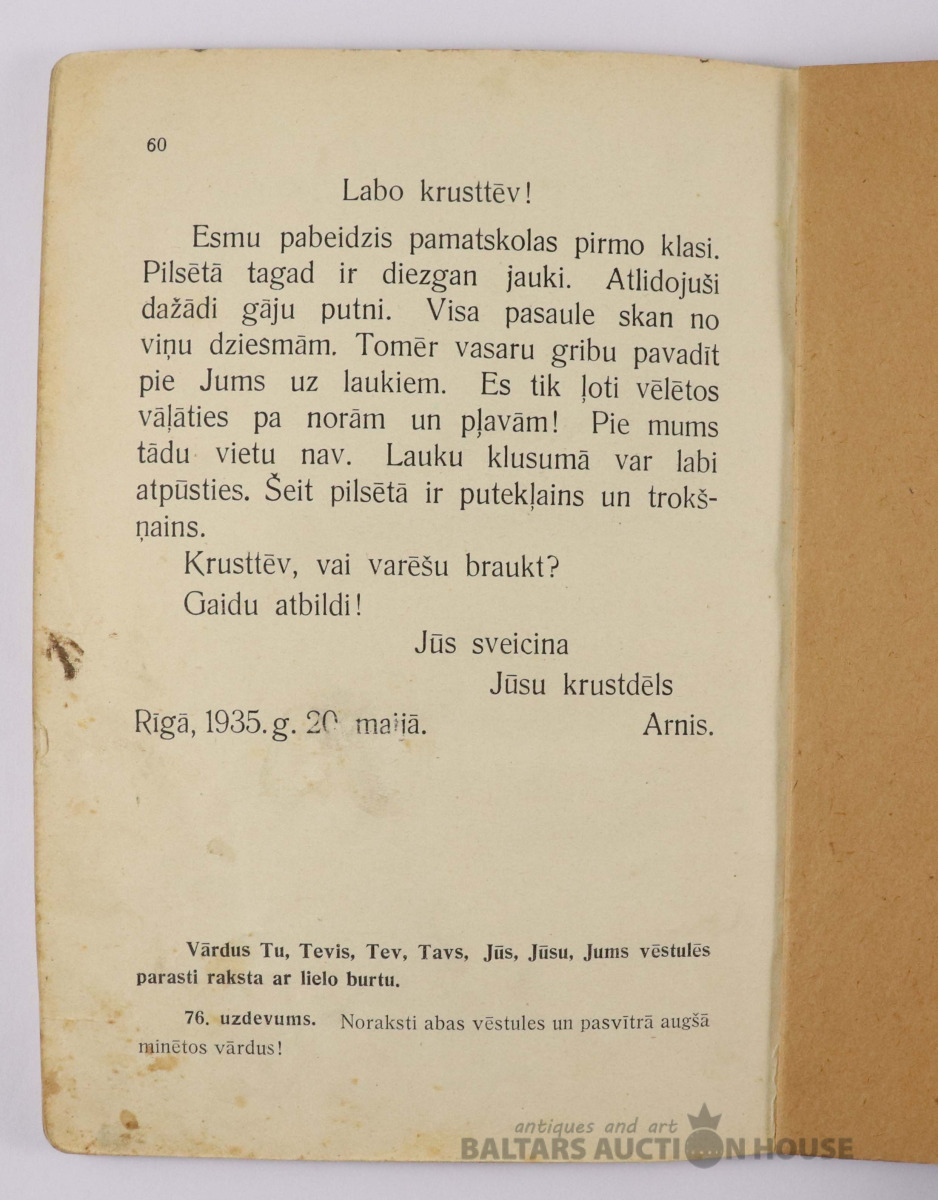 60
Labo krusttēv!
Esmu pabeidzis pamatskolas pirmo klasi.
Pilsētā tagad ir diezgan jauki. Atlidojuši
dažādi gāju putni. Visa pasaule skan no
viņu dziesmām. Tomēr vasaru gribu pavadīt
pie Jums uz laukiem. Es tik ļoti vēlētos
vāļāties pa norām un pļavām! Pie mums
tādu vietu nav. Lauku klusumā var labi
atpūsties. Šeit pilsētā ir putekļains un trokš-
ņains.
Krusttēv, vai varēšu braukt?
Gaidu atbildi!
Jūs sveicina
Jūsu krustdēls
Rīgā, 1935. g. 20 maijā. Arnis.
Vārdus Tu, Tevis, Tev, Tavs, Jūs, Jūsu, Jums vēstulēs
parasti raksta ar lielo burtu.
76. uzdevums. Noraksti abas vēstules un pasvītrā augšā
minētos vārdus!
antiques and art
BALTARS AUCTION HOUSE